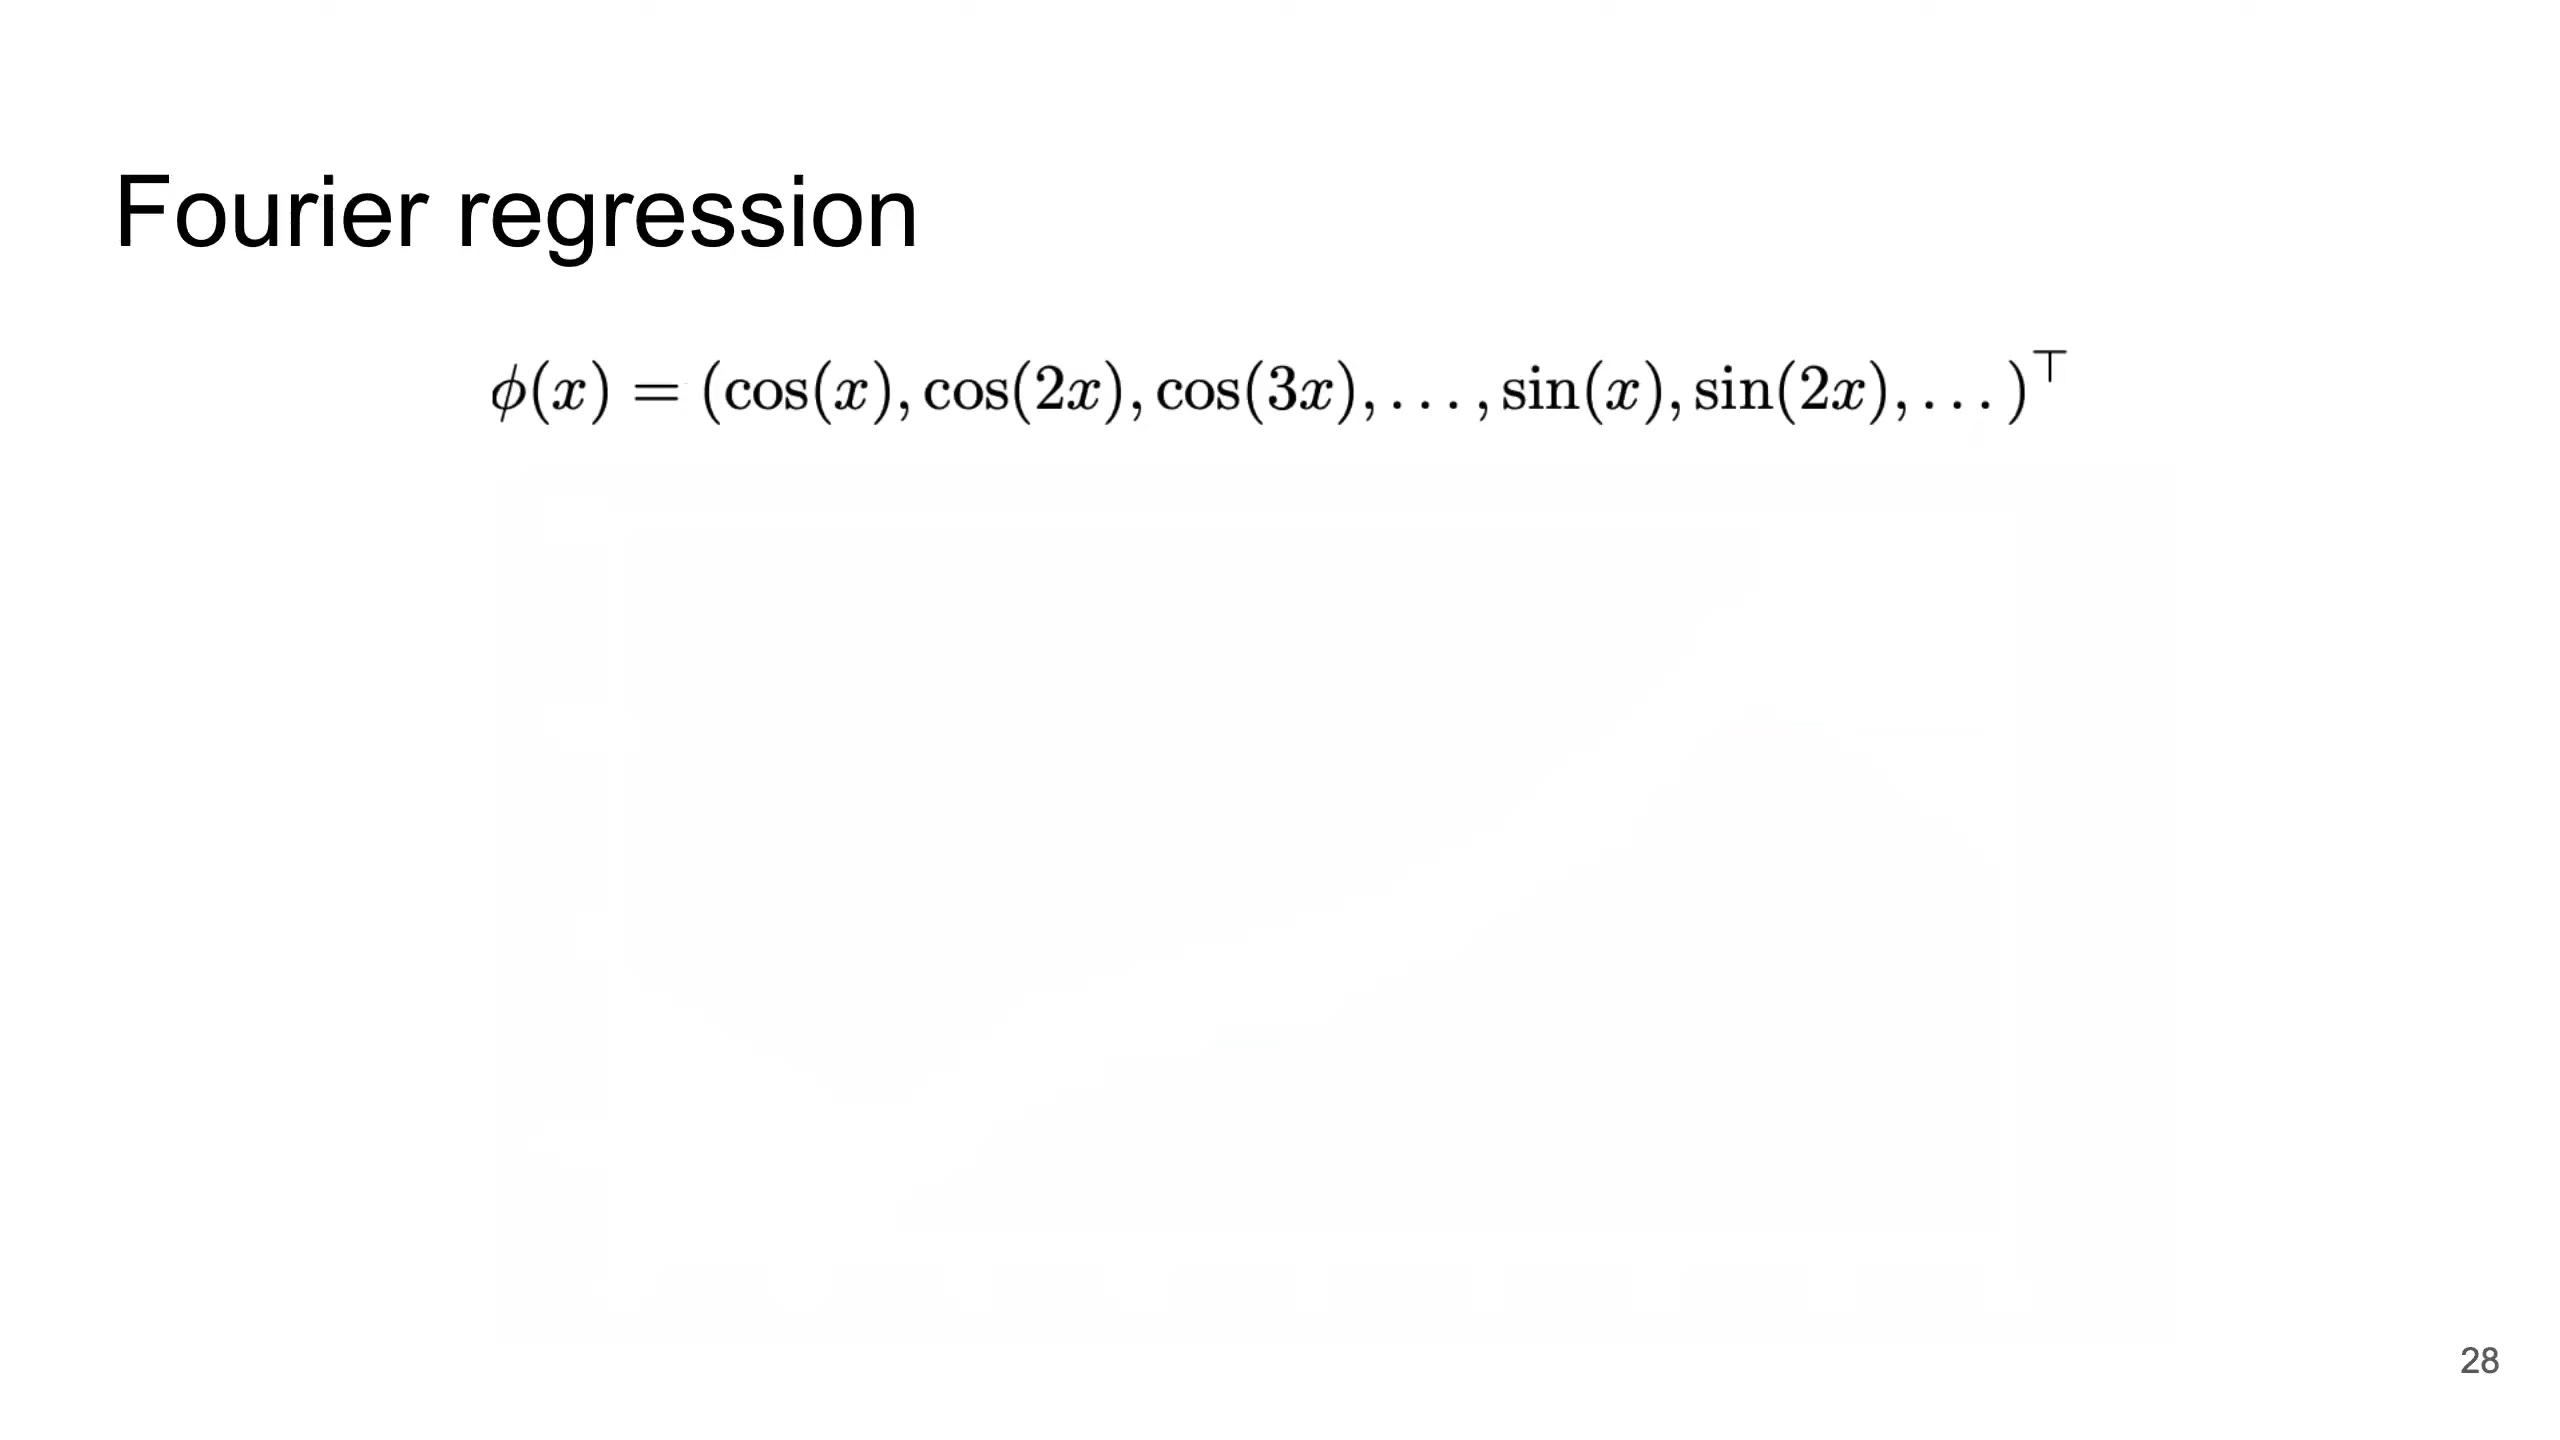 Fourier regression
ϕ(x) = (cos(x), cos(2x), cos(3x), . . . , sin(x), sin(2x), . . . )⊤
28